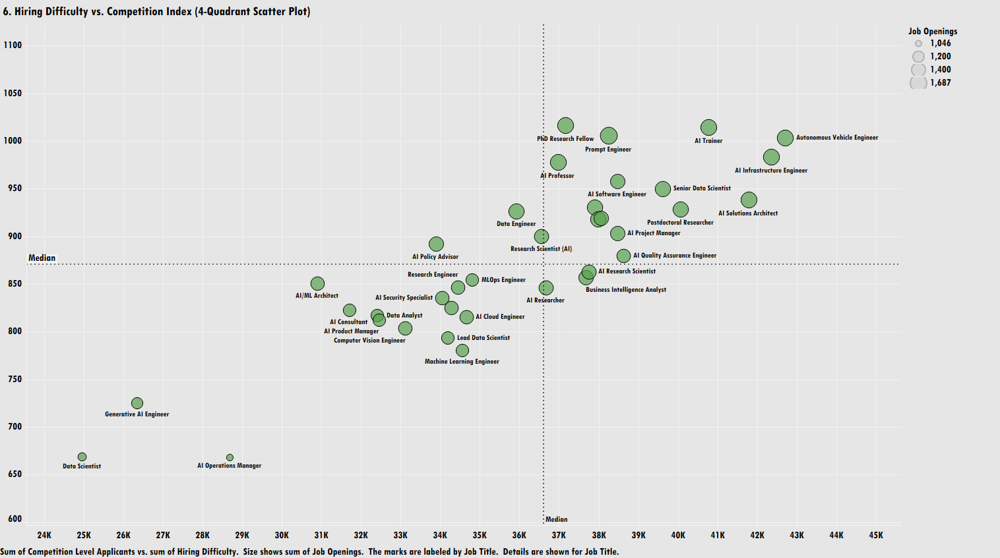 6. Hiring Difficulty vs. Competition Index (4-Quadrant Scatter Plot)
Job Openings
1,046
1,200
1,400
1,687
1100
1050
1000
950
900
850
800
750
700
650
600
Median
PhD Research Fellow
Prompt Engineer
AI Trainer
Autonomous Vehicle Engineer
AI Professor
AI Infrastructure Engineer
AI Software Engineer
Senior Data Scientist
AI Solutions Architect
Data Engineer
Postdoctoral Researcher
AI Project Manager
Research Scientist (AI)
AI Policy Advisor
AI Quality Assurance Engineer
AI Research Scientist
Research Engineer
MLOps Engineer
Business Intelligence Analyst
AI/ML Architect
AI Security Specialist
AI Researcher
Data Analyst
AI Cloud Engineer
AI Consultant
AI Product Manager
Computer Vision Engineer
Lead Data Scientist
Machine Learning Engineer
Generative AI Engineer
Data Scientist
AI Operations Manager
Median
24K
25K
26K
27K
28K
29K
30K
31K
32K
33K
34K
35K
36K
37K
38K
39K
40K
41K
42K
43K
44K
45K
Sum of Competition Level Applicants vs. sum of Hiring Difficulty.  Size shows sum of Job Openings.  The marks are labeled by Job Title.  Details are shown for Job Title.